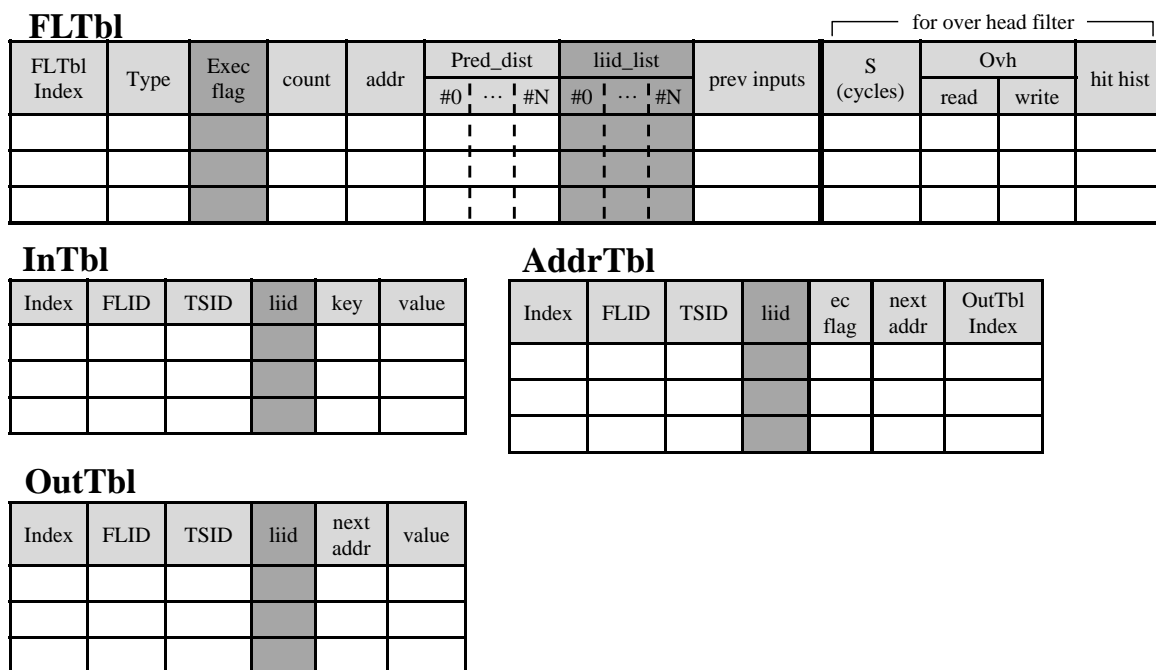 FLTbl
for over head filter
FLTbl Index
Type
Exec flag
count
addr
Pred_dist
#0 ⋯ #N
liid_list
#0 ⋯ #N
prev inputs
S (cycles)
Ovh
read
write
hit hist
InTbl
Index FLID TSID liid key value
AddrTbl
Index FLID TSID liid
ec flag
next addr
OutTbl Index
OutTbl
Index FLID TSID liid
next addr
value